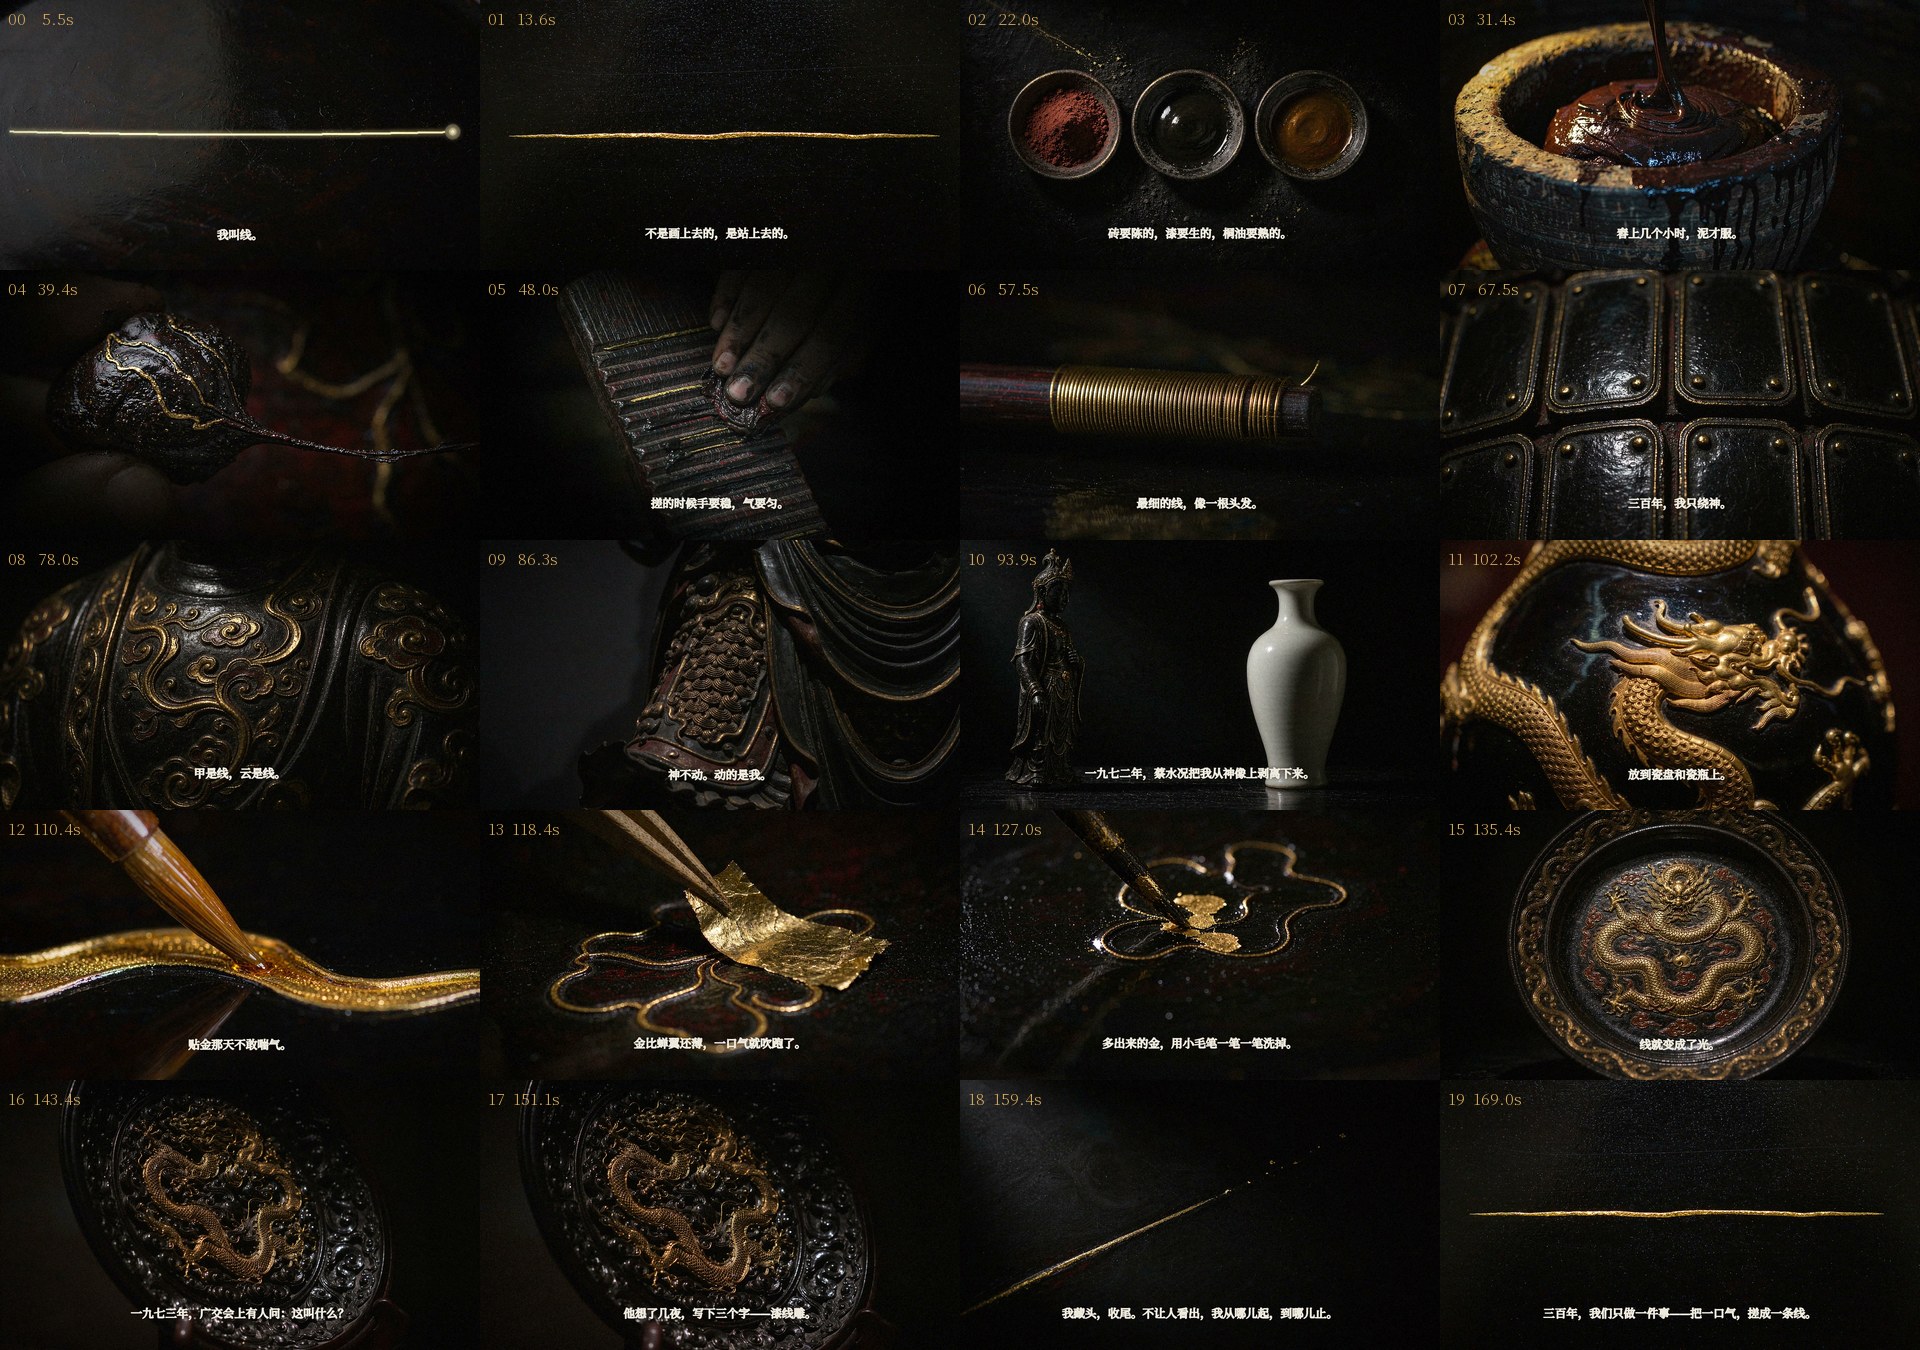 00 5.5s
我叫线。
01 13.6s
不是画上去的，是站上去的。
02 22.0s
砖要陈的，漆要生的，桐油要熟的。
03 31.4s
舂上几个小时，泥才服。
04 39.4s
05 48.0s
搓的时候手要稳，气要匀。
06 57.5s
最细的线，像一根头发。
07 67.5s
三百年，我只绕神。
08 78.0s
甲是线，云是线。
09 86.3s
神不动。动的是我。
10 93.9s
一九七二年，蔡水况把我从神像上剥离下来。
11 102.2s
放到瓷盘和瓷瓶上。
12 110.4s
贴金那天不敢喘气。
13 118.4s
金比蝉翼还薄，一口气就吹跑了。
14 127.0s
多出来的金，用小毛笔一笔一笔洗掉。
15 135.4s
线就变成了光。
16 143.4s
一九七三年，广交会上有人问：这叫什么？
17 151.1s
他想了几夜，写下三个字——漆线雕。
18 159.4s
我藏头，收尾。不让人看出，我从哪儿起，到哪儿止。
19 169.0s
三百年，我们只做一件事——把一口气，搓成一条线。